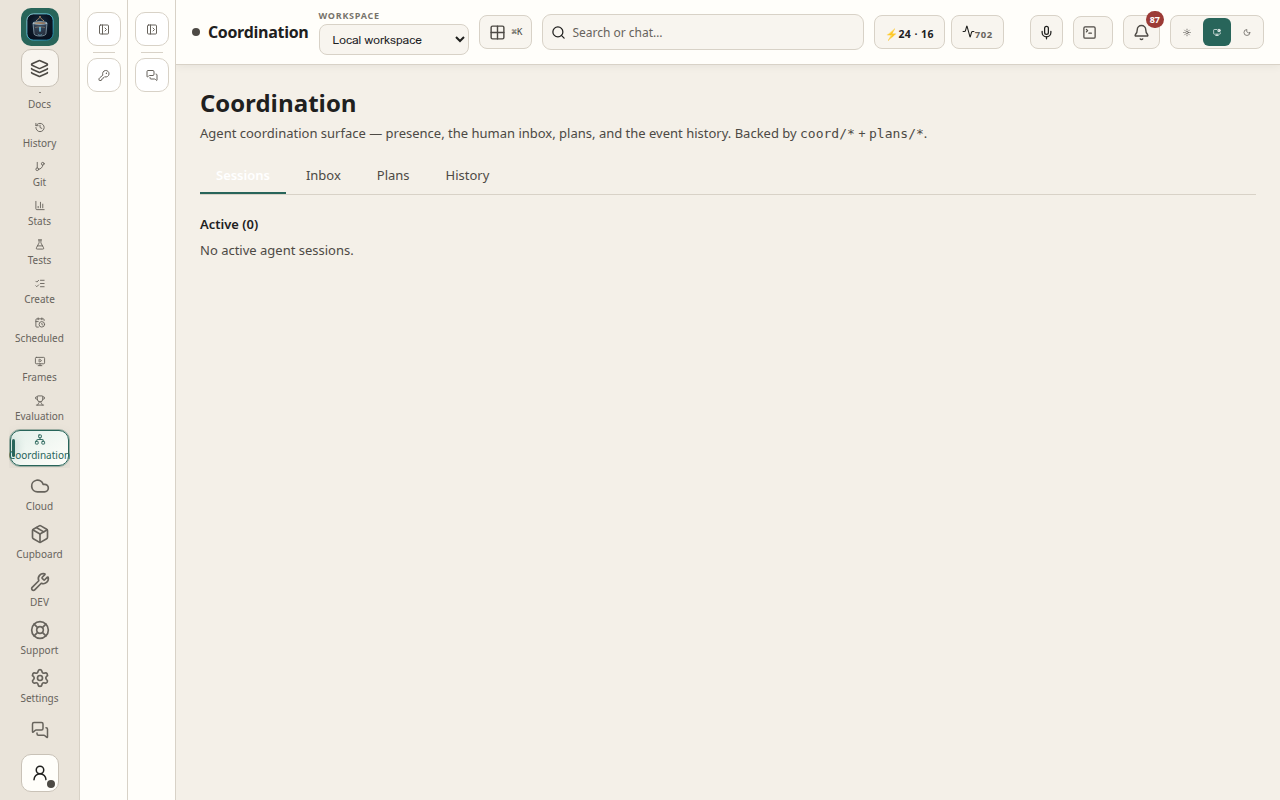 Docs
History
Git
Stats
Tests
Create
Scheduled
Frames
Evaluation
Coordination
Cloud
Cupboard
DEV
Support
Settings
Coordination
WORKSPACE
Local workspace
⌘K
Search or chat...
⚡24 · 16
702
87
Coordination
Agent coordination surface — presence, the human inbox, plans, and the event history. Backed by coord/* + plans/*.
Sessions
Inbox
Plans
History
Active (0)
No active agent sessions.